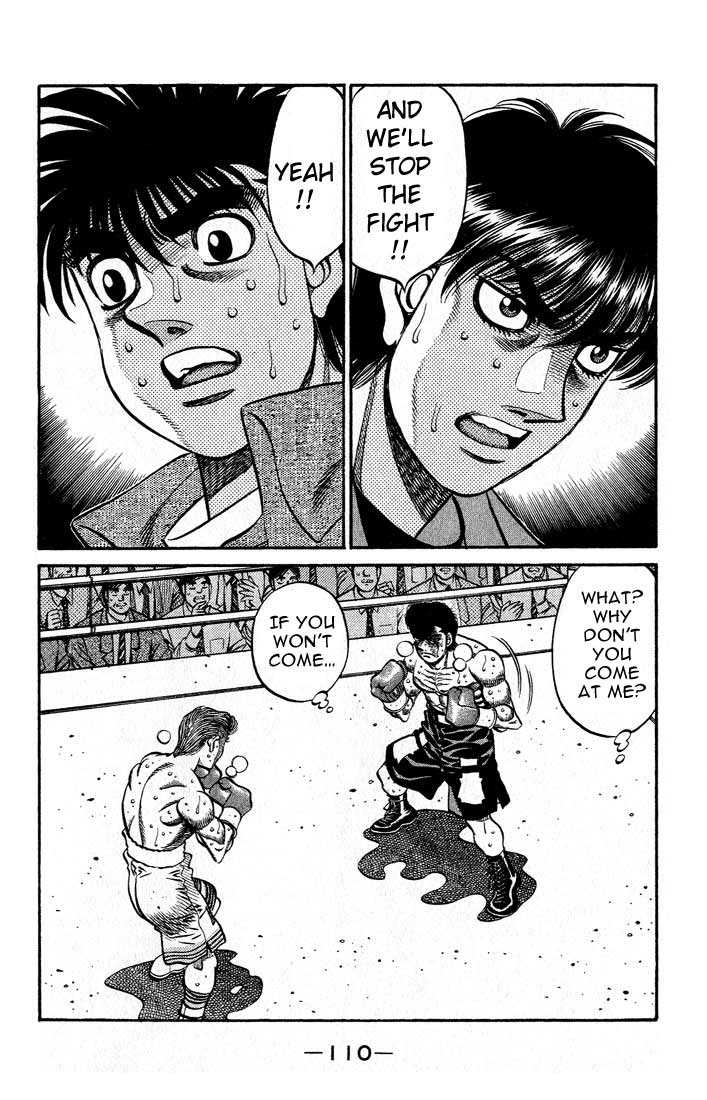 AND
WE'LL
STOP
THE
FIGHT
!!
YEAH
!!
WHAT?
WHY
DON'T
YOU
COME
AT ME?
IF YOU
WON'T
COME...
—110—